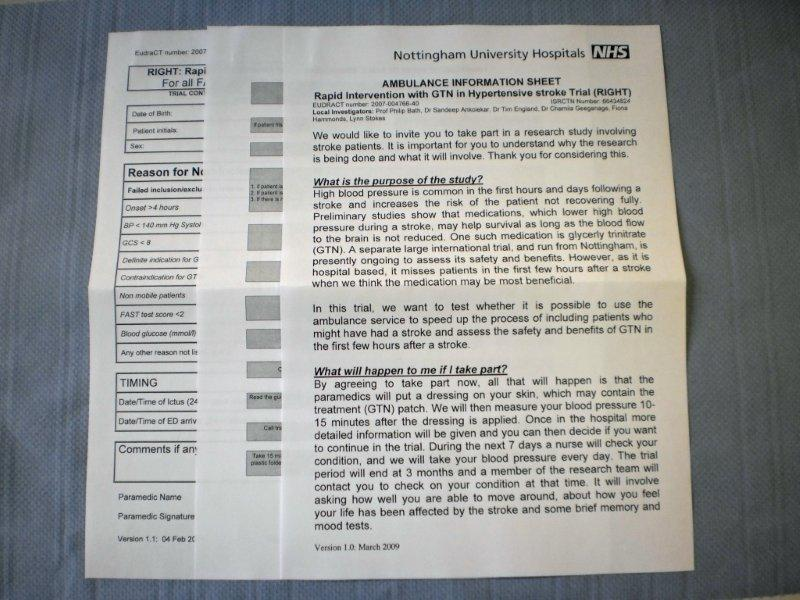 EudraCT number: 2007
RIGHT: Rapi
For all FA
TRIAL CON
Date of Birth:
Patient initials:
Sex:
Reason for No
Failed inclusion/exclu
Onset >4 hours
BP < 140 mm Hg Systol
GCS < 8
Definite indication for G
Contraindication for GT
Non mobile patients
FAST test score <2
Blood glucose (mmol/l)
Any other reason not lis
TIMING
Date/Time of Ictus (24
Date/Time of ED arriv
Comments if any
Paramedic Name
Paramedic Signature
Version 1.1: 04 Feb 20
If patient
1. If patient
2. If patient is
3. If there is
Read the gu
Call
Take 15 mi
plastic folde
Nottingham University Hospitals NHS
AMBULANCE INFORMATION SHEET
Rapid Intervention with GTN in Hypertensive stroke Trial (RIGHT)
EUDRACT number: 2007-004766-40 ISRCTN Number: 66434824
Local Investigators: Prof Philip Bath, Dr Sandeep Ankolekar, Dr Tim England, Dr Chamila Geeganage, Fiona
Hammonds, Lynn Stokes
We would like to invite you to take part in a research study involving
stroke patients. It is important for you to understand why the research
is being done and what it will involve. Thank you for considering this.
What is the purpose of the study?
High blood pressure is common in the first hours and days following a
stroke and increases the risk of the patient not recovering fully.
Preliminary studies show that medications, which lower high blood
pressure during a stroke, may help survival as long as the blood flow
to the brain is not reduced. One such medication is glycerly trinitrate
(GTN). A separate large international trial, and run from Nottingham, is
presently ongoing to assess its safety and benefits. However, as it is
hospital based, it misses patients in the first few hours after a stroke
when we think the medication may be most beneficial.
In this trial, we want to test whether it is possible to use the
ambulance service to speed up the process of including patients who
might have had a stroke and assess the safety and benefits of GTN in
the first few hours after a stroke.
What will happen to me if I take part?
By agreeing to take part now, all that will happen is that the
paramedics will put a dressing on your skin, which may contain the
treatment (GTN) patch. We will then measure your blood pressure 10-
15 minutes after the dressing is applied. Once in the hospital more
detailed information will be given and you can then decide if you want
to continue in the trial. During the next 7 days a nurse will check your
condition, and we will take your blood pressure every day. The trial
period will end at 3 months and a member of the research team will
contact you to check on your condition at that time. It will involve
asking how well you are able to move around, about how you feel
your life has been affected by the stroke and some brief memory and
mood tests.
Version 1.0: March 2009